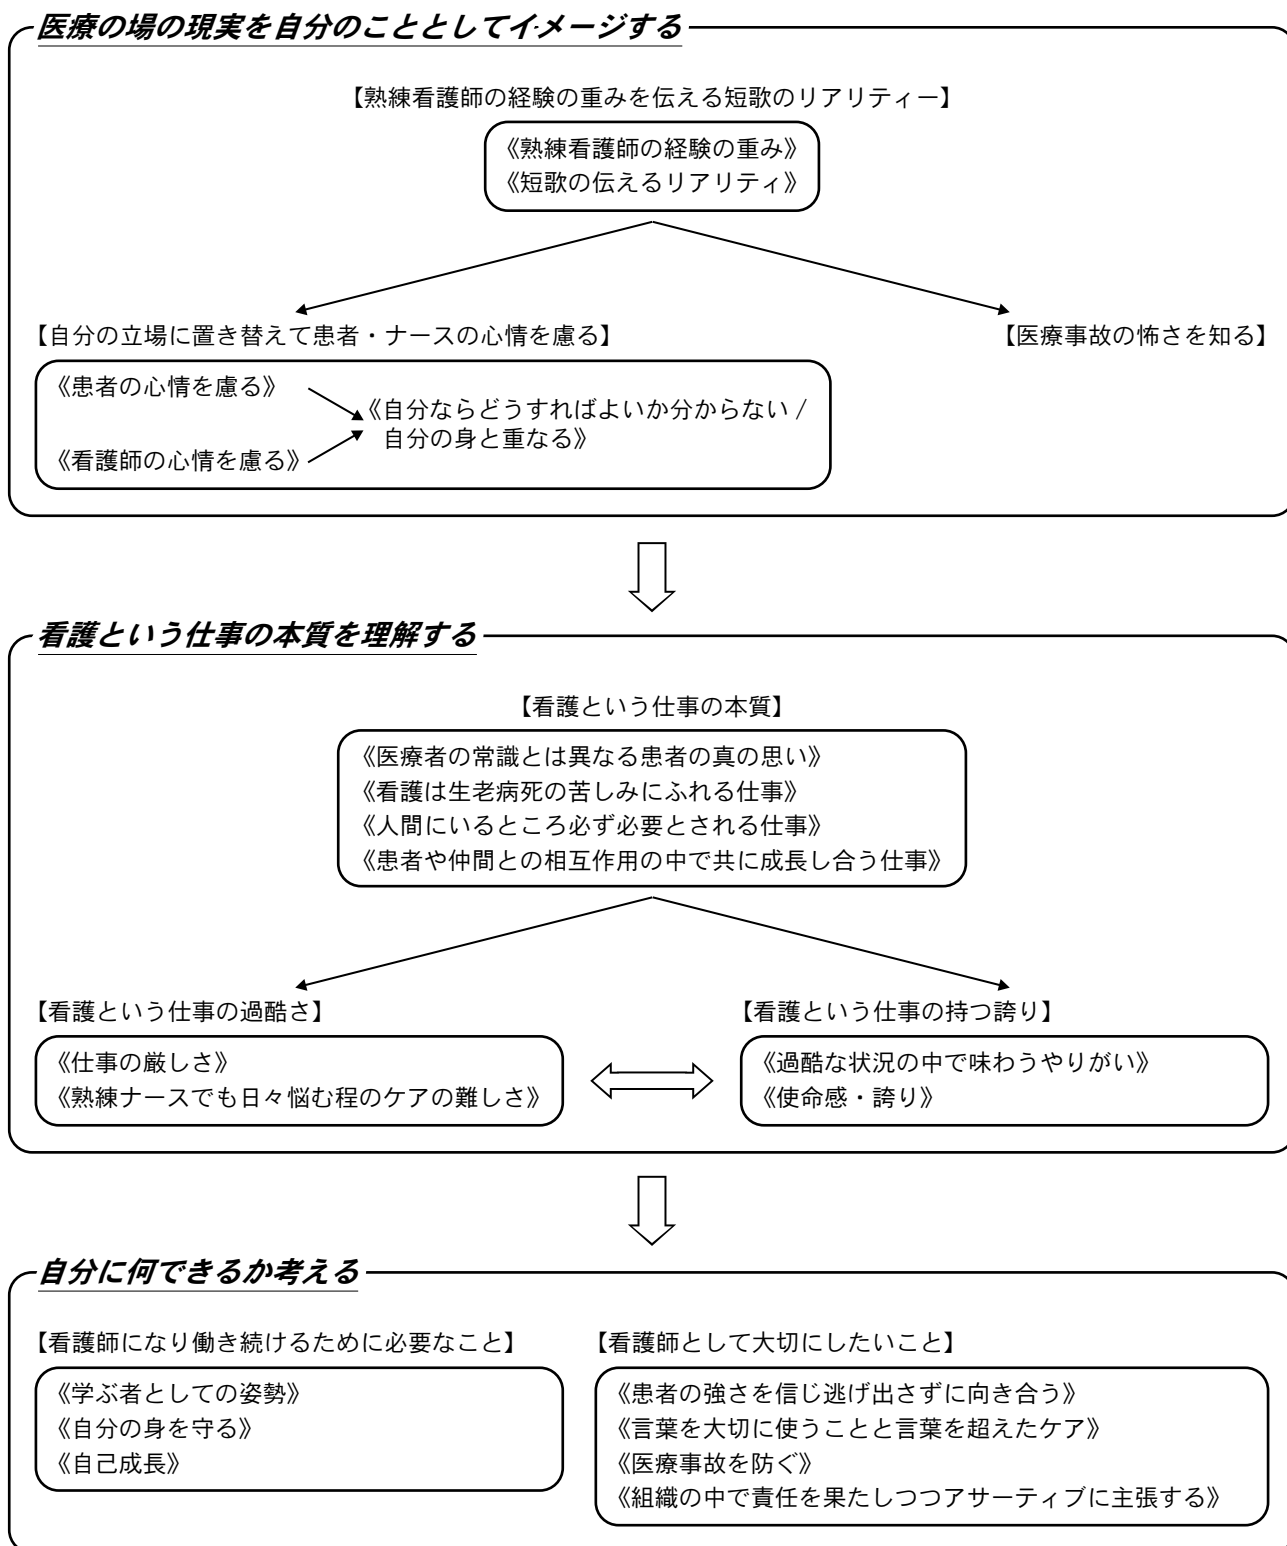 医療の場の現実を自分のこととしてイメージする
【熟練看護師の経験の重みを伝える短歌のリアリティー】
《熟練看護師の経験の重み》
《短歌の伝えるリアリティ》
【自分の立場に置き替えて患者・ナースの心情を慮る】
【医療事故の怖さを知る】
《患者の心情を慮る》
《自分ならどうすればよいか分からない /
自分の身と重なる》
《看護師の心情を慮る》
看護という仕事の本質を理解する
【看護という仕事の本質】
《医療者の常識とは異なる患者の真の思い》
《看護は生老病死の苦しみにふれる仕事》
《人間にいるところ必ず必要とされる仕事》
《患者や仲間との相互作用の中で共に成長し合う仕事》
【看護という仕事の過酷さ】
【看護という仕事の持つ誇り】
《仕事の厳しさ》
《熟練ナースでも日々悩む程のケアの難しさ》
《過酷な状況の中で味わうやりがい》
《使命感・誇り》
自分に何できるか考える
【看護師になり働き続けるために必要なこと】
《学ぶ者としての姿勢》
《自分の身を守る》
《自己成長》
【看護師として大切にしたいこと】
《患者の強さを信じ逃げ出さずに向き合う》
《言葉を大切に使うことと言葉を超えたケア》
《医療事故を防ぐ》
《組織の中で責任を果たしつつアサーティブに主張する》